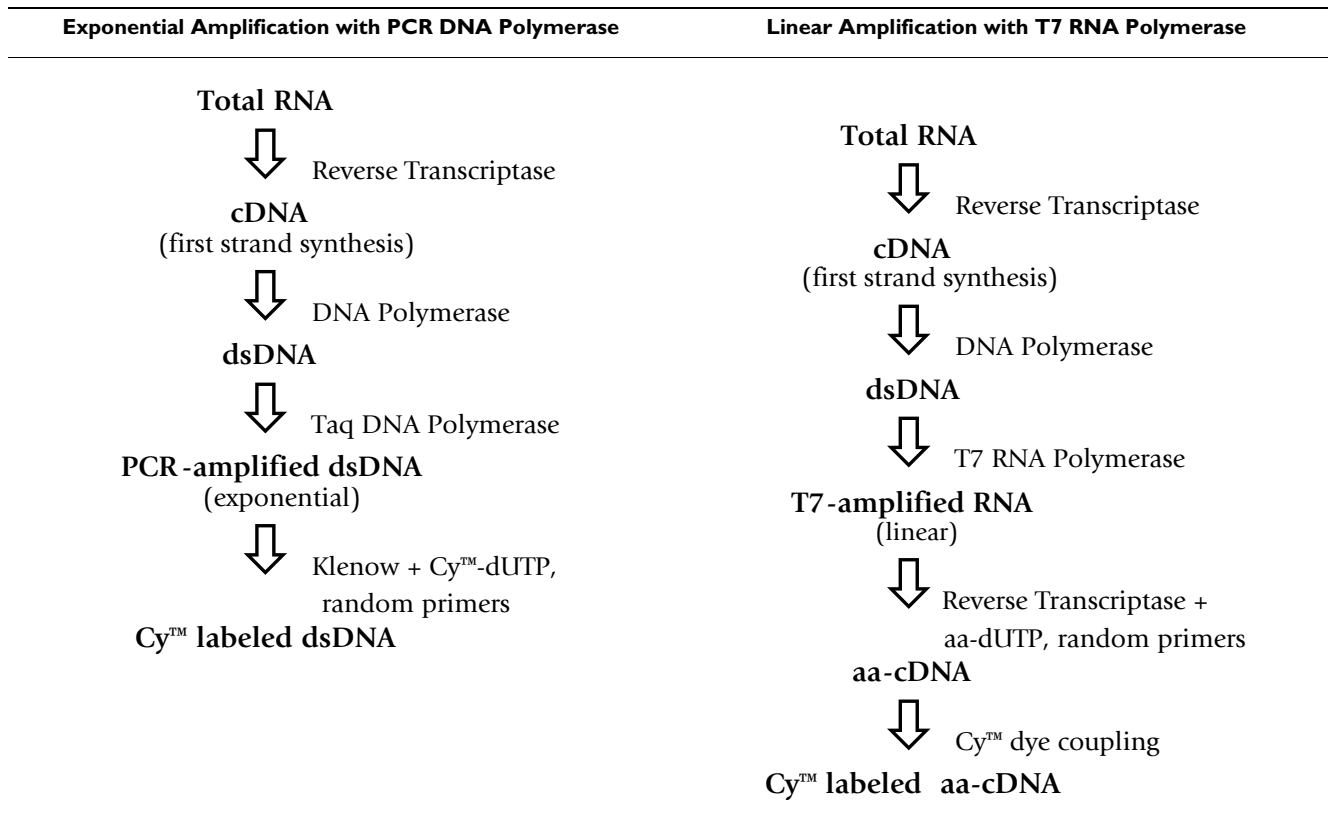 Exponential Amplification with PCR DNA Polymerase
Total RNA
Reverse Transcriptase
cDNA
(first strand synthesis)
DNA Polymerase
dsDNA
Taq DNA Polymerase
PCR-amplified dsDNA
(exponential)
Klenow + Cy™-dUTP,
random primers
Cy™ labeled dsDNA
Linear Amplification with T7 RNA Polymerase
Total RNA
Reverse Transcriptase
cDNA
(first strand synthesis)
DNA Polymerase
dsDNA
T7 RNA Polymerase
T7-amplified RNA
(linear)
Reverse Transcriptase +
aa-dUTP, random primers
aa-cDNA
Cy™ dye coupling
Cy™ labeled aa-cDNA